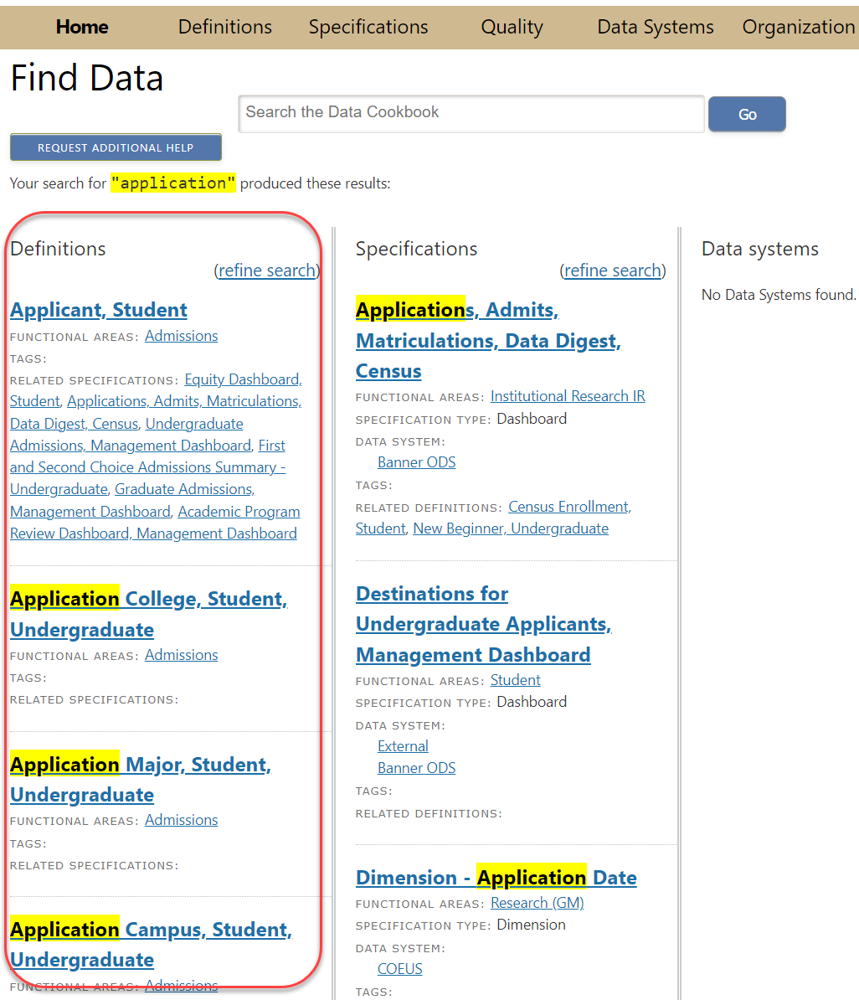 Home Definitions Specifications Quality Data Systems Organization
Find Data
Search the Data Cookbook
Go
REQUEST ADDITIONAL HELP
Your search for "application" produced these results:
Definitions
(refine search)
Applicant, Student
FUNCTIONAL AREAS: Admissions
TAGS:
RELATED SPECIFICATIONS: Equity Dashboard,
Student, Applications, Admits, Matriculations,
Data Digest, Census, Undergraduate
Admissions, Management Dashboard, First
and Second Choice Admissions Summary -
Undergraduate, Graduate Admissions,
Management Dashboard, Academic Program
Review Dashboard, Management Dashboard
Application College, Student,
Undergraduate
FUNCTIONAL AREAS: Admissions
TAGS:
RELATED SPECIFICATIONS:
Application Major, Student,
Undergraduate
FUNCTIONAL AREAS: Admissions
TAGS:
RELATED SPECIFICATIONS:
Application Campus, Student,
Undergraduate
FUNCTIONAL AREAS: Admissions
Specifications
(refine search)
Applications, Admits,
Matriculations, Data Digest,
Census
FUNCTIONAL AREAS: Institutional Research IR
SPECIFICATION TYPE: Dashboard
DATA SYSTEM:
Banner ODS
TAGS:
RELATED DEFINITIONS: Census Enrollment,
Student, New Beginner, Undergraduate
Destinations for
Undergraduate Applicants,
Management Dashboard
FUNCTIONAL AREAS: Student
SPECIFICATION TYPE: Dashboard
DATA SYSTEM:
External
Banner ODS
TAGS:
RELATED DEFINITIONS:
Dimension - Application Date
FUNCTIONAL AREAS: Research (GM)
SPECIFICATION TYPE: Dimension
DATA SYSTEM:
COEUS
TAGS:
Data systems
No Data Systems found.